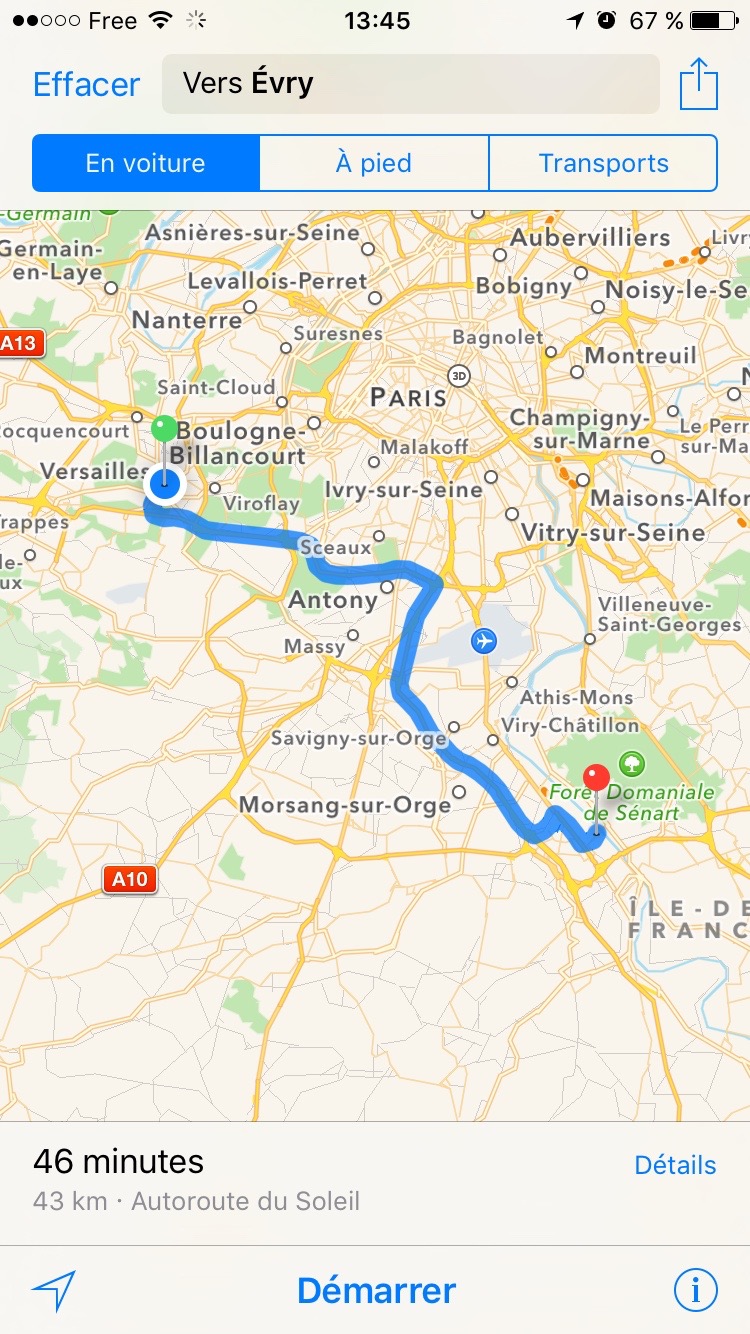 Free 13:45 67 %
Effacer Vers Évry
En voiture À pied Transports
-Germain
Asnières-sur-Seine
Aubervilliers
Germain-
en-Laye
Levallois-Perret
Bobigny
Noisy-le-Se
Nanterre
Suresnes
Bagnolet
A13
Montreuil
3D
Saint-Cloud
PARIS
Champigny-
sur-Marne
Le Perr
sur-Ma
ocquencourt
Boulogne-
Billancourt
Malakoff
Versailles
Ivry-sur-Seine
Maisons-Alfor
Viroflay
rappes
Vitry-sur-Seine
Sceaux
le-
ux
Antony
Villeneuve-
Saint-Georges
Massy
Athis-Mons
Viry-Châtillon
Savigny-sur-Orge
Morsang-sur-Orge
Forê Domaniale
de Sénart
A10
ÎLE-DE
FRANC
46 minutes
Détails
43 km · Autoroute du Soleil
Démarrer